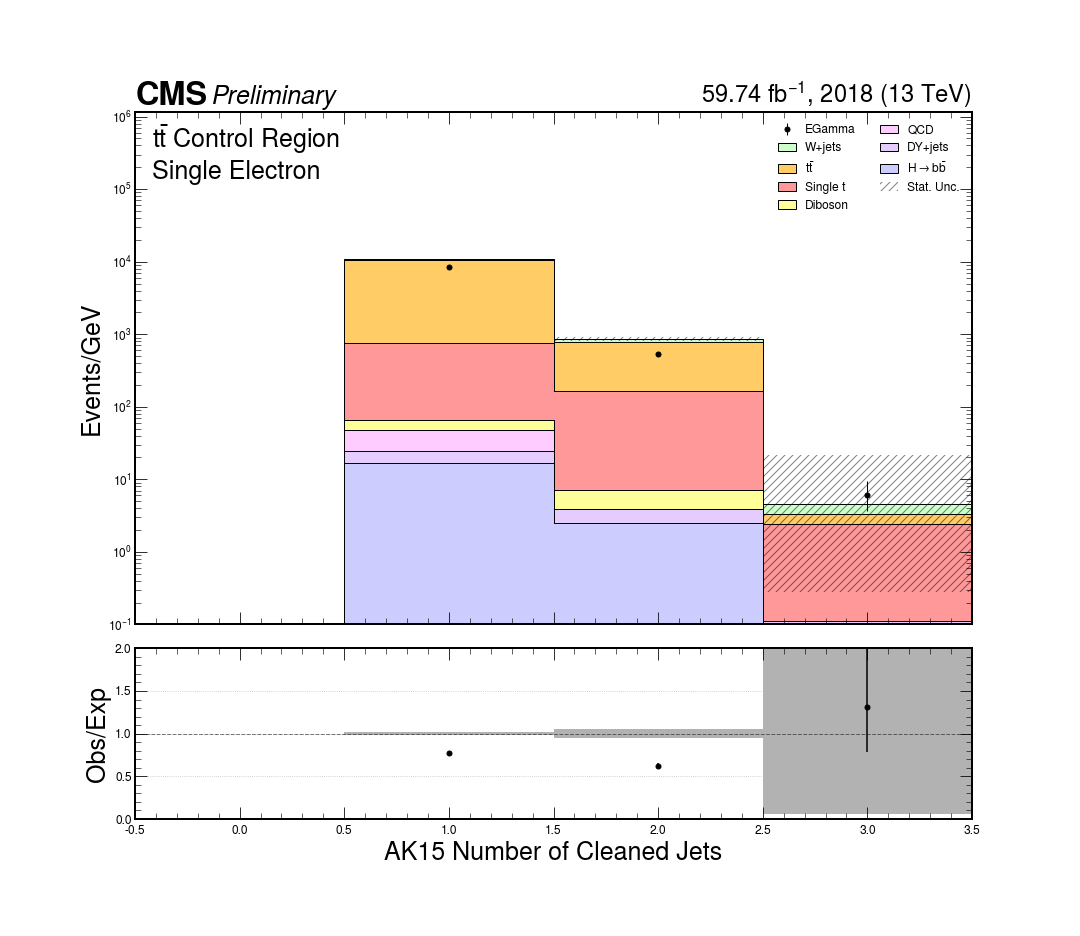 CMS Preliminary
59.74 fb⁻¹, 2018 (13 TeV)
tt̄ Control Region
Single Electron
EGamma
W+jets
tt̄
Single t
Diboson
QCD
DY+jets
H→bb̄
Stat. Unc.
Events/GeV
10⁶
10⁵
10⁴
10³
10²
10¹
10⁰
10⁻¹
Obs/Exp
2.0
1.5
1.0
0.5
0.0
-0.5 0.0 0.5 1.0 1.5 2.0 2.5 3.0 3.5
AK15 Number of Cleaned Jets